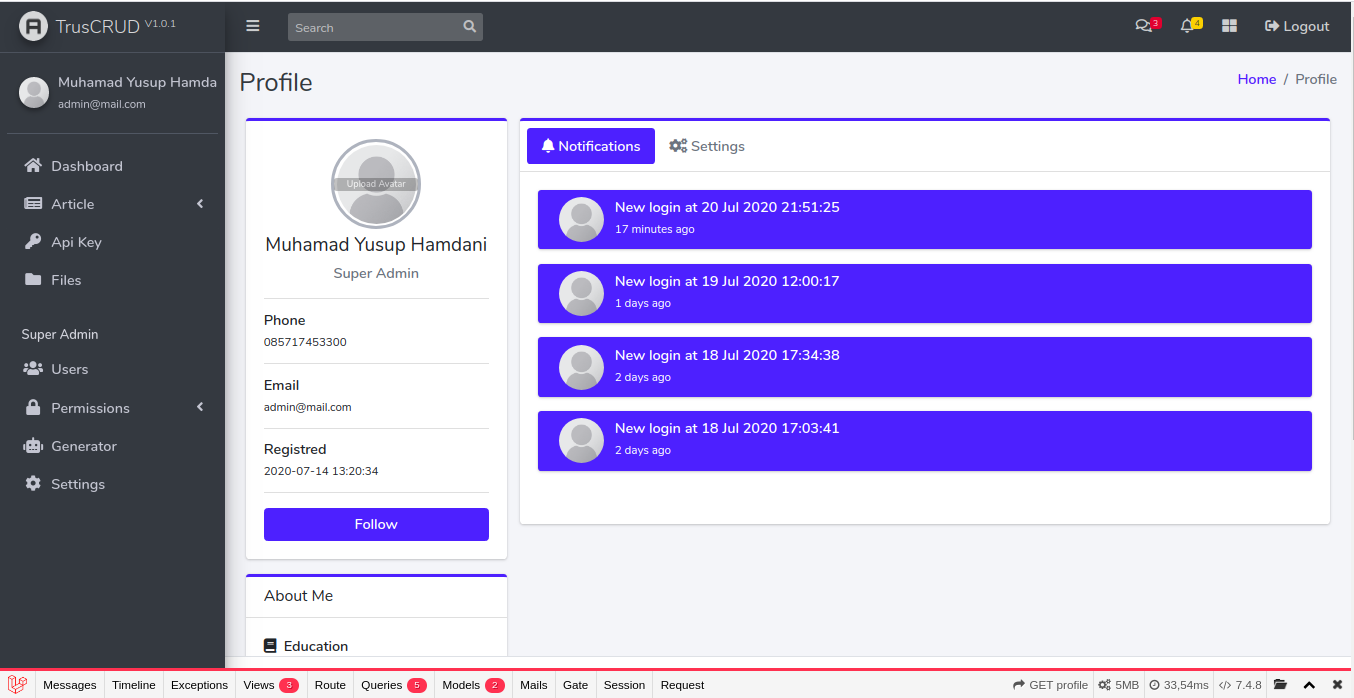 TrusCRUD V1.0.1
Search
3
4
Logout
Muhamad Yusup Hamda
admin@mail.com
Dashboard
Article
Api Key
Files
Super Admin
Users
Permissions
Generator
Settings
Profile
Home / Profile
Upload Avatar
Muhamad Yusup Hamdani
Super Admin
Phone
085717453300
Email
admin@mail.com
Registred
2020-07-14 13:20:34
Follow
About Me
Education
Notifications
Settings
New login at 20 Jul 2020 21:51:25
17 minutes ago
New login at 19 Jul 2020 12:00:17
1 days ago
New login at 18 Jul 2020 17:34:38
2 days ago
New login at 18 Jul 2020 17:03:41
2 days ago
Messages Timeline Exceptions Views 3 Route Queries 5 Models 2 Mails Gate Session Request GET profile 5MB 33,54ms 7.4.8